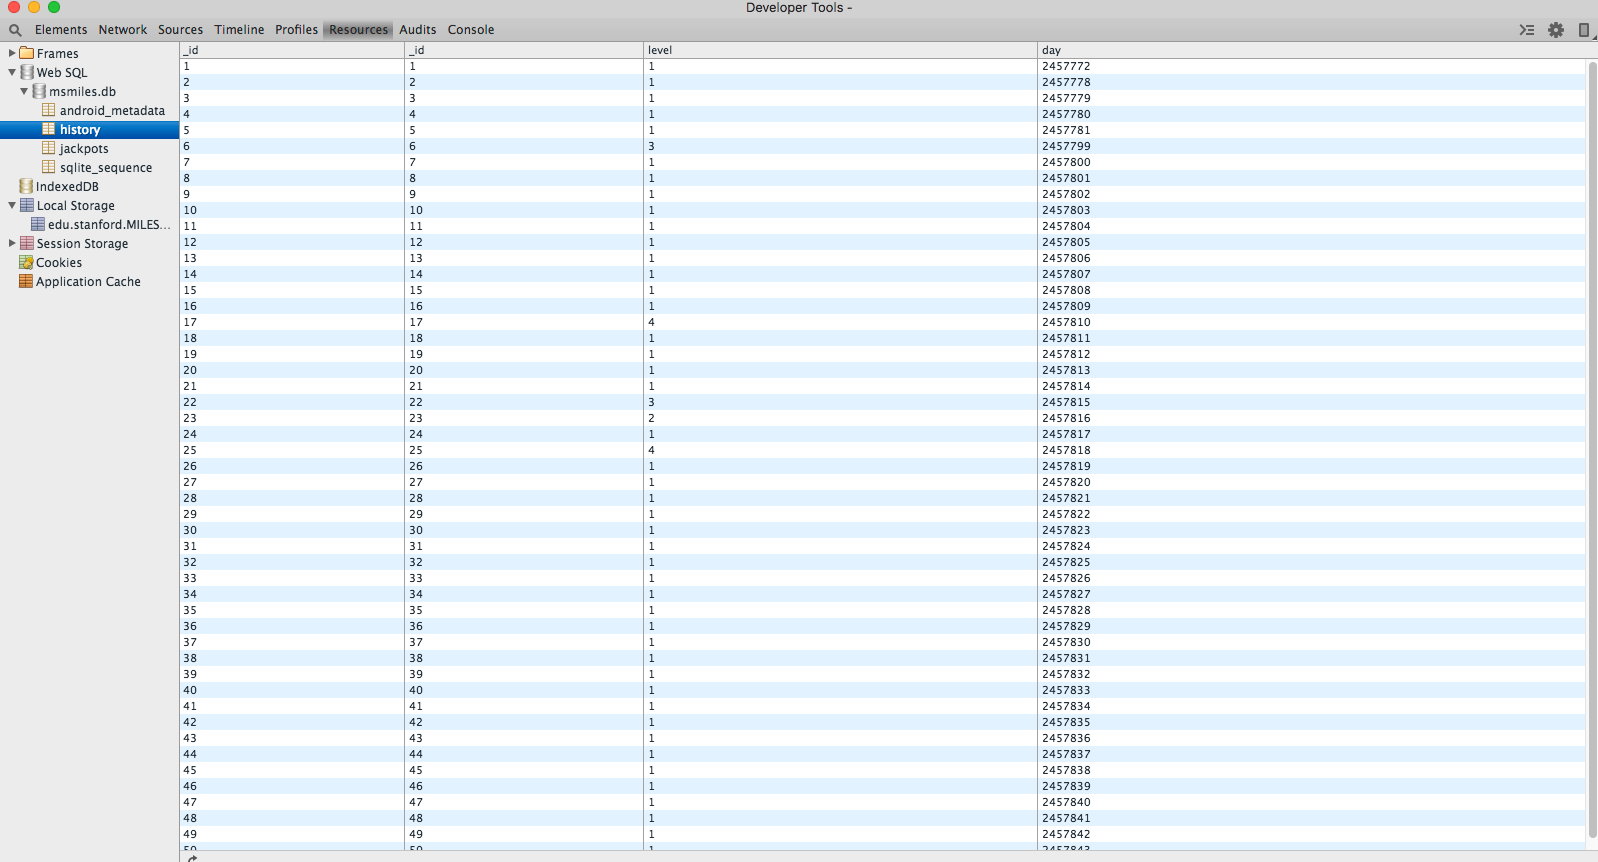 Developer Tools -
Elements Network Sources Timeline Profiles Resources Audits Console
Frames
Web SQL
msmiles.db
android_metadata
history
jackpots
sqlite_sequence
IndexedDB
Local Storage
edu.stanford.MILES...
Session Storage
Cookies
Application Cache
_id _id level day
1 1 1 2457772
2 2 1 2457778
3 3 1 2457779
4 4 1 2457780
5 5 1 2457781
6 6 3 2457799
7 7 1 2457800
8 8 1 2457801
9 9 1 2457802
10 10 1 2457803
11 11 1 2457804
12 12 1 2457805
13 13 1 2457806
14 14 1 2457807
15 15 1 2457808
16 16 1 2457809
17 17 4 2457810
18 18 1 2457811
19 19 1 2457812
20 20 1 2457813
21 21 1 2457814
22 22 3 2457815
23 23 2 2457816
24 24 1 2457817
25 25 4 2457818
26 26 1 2457819
27 27 1 2457820
28 28 1 2457821
29 29 1 2457822
30 30 1 2457823
31 31 1 2457824
32 32 1 2457825
33 33 1 2457826
34 34 1 2457827
35 35 1 2457828
36 36 1 2457829
37 37 1 2457830
38 38 1 2457831
39 39 1 2457832
40 40 1 2457833
41 41 1 2457834
42 42 1 2457835
43 43 1 2457836
44 44 1 2457837
45 45 1 2457838
46 46 1 2457839
47 47 1 2457840
48 48 1 2457841
49 49 1 2457842
50 50 1 2457843